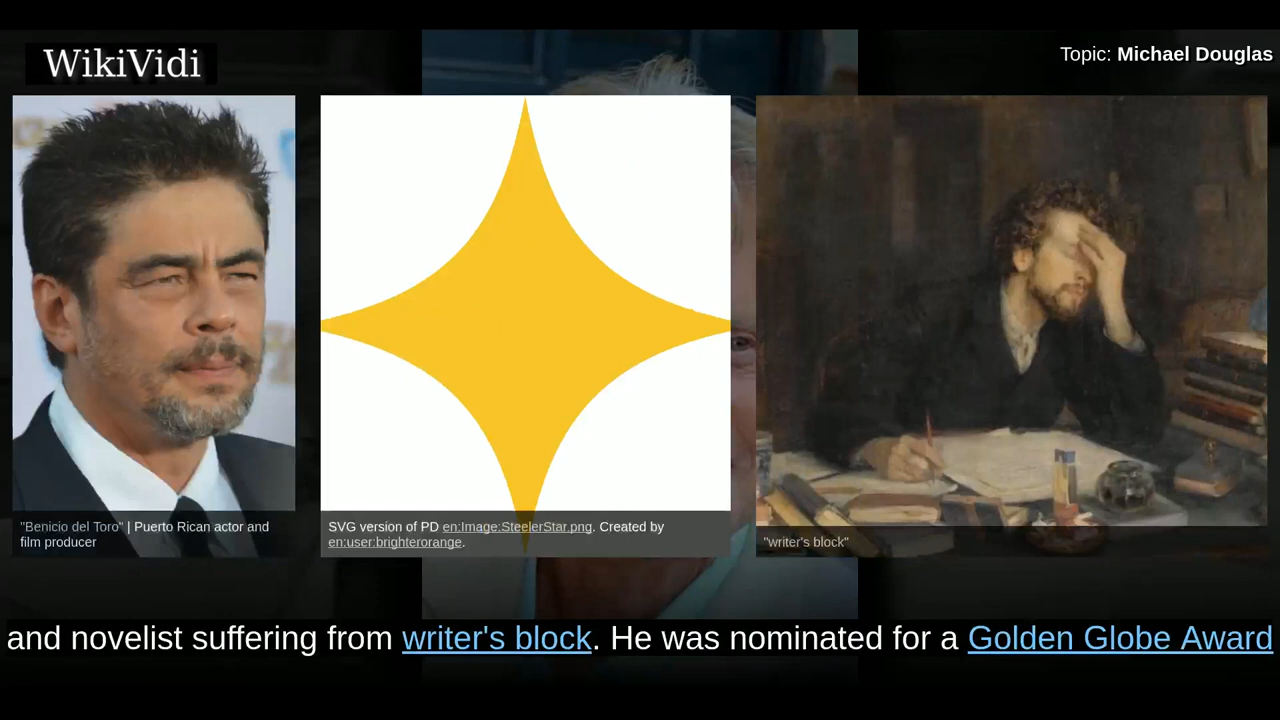 WikiVidi
Topic: Michael Douglas
"Benicio del Toro" | Puerto Rican actor and
film producer
SVG version of PD en:Image:SteelerStar.png. Created by
en:user:brighterorange.
"writer's block"
and novelist suffering from writer's block. He was nominated for a Golden Globe Award